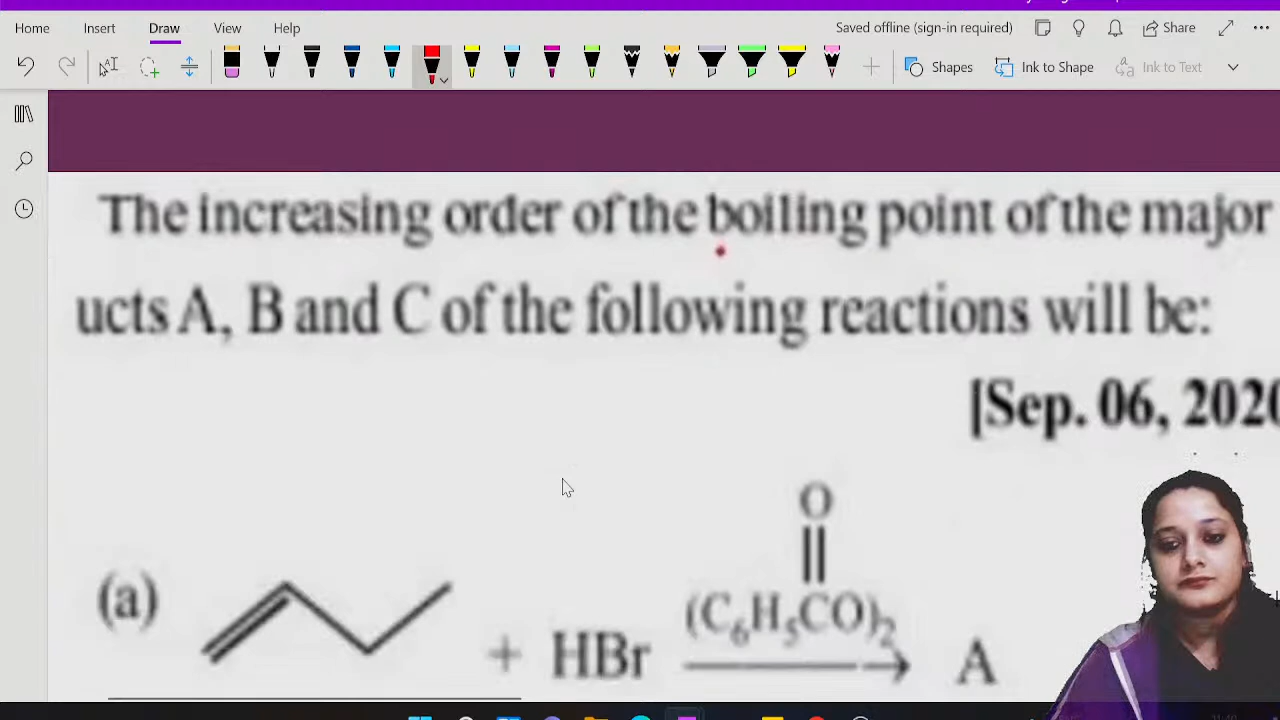 Home Insert Draw View Help Saved offline (sign-in required) Share
Shapes Ink to Shape Ink to Text
The increasing order of the boiling point of the major
ucts A, B and C of the following reactions will be:
[Sep. 06, 2020
(a) + HBr (C6H5CO)2 A
O